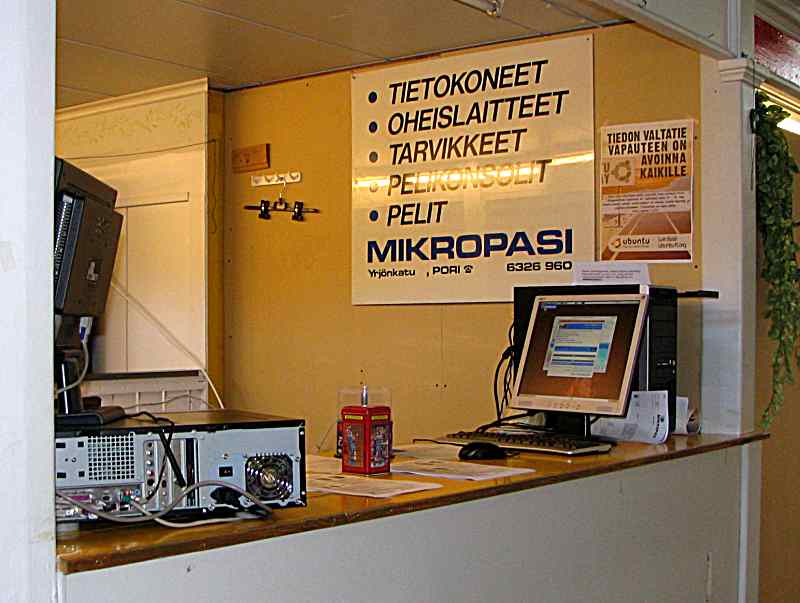 • TIETOKONEET
• OHEISLAITTEET
• TARVIKKEET
• PELIKONSOLIT
• PELIT
MIKROPASI
Yrjönkatu , PORI ☎ 6326 960
TIEDON VALTATIE
VAPAUTEEN ON
AVOINNA
KAIKILLE
ubuntu